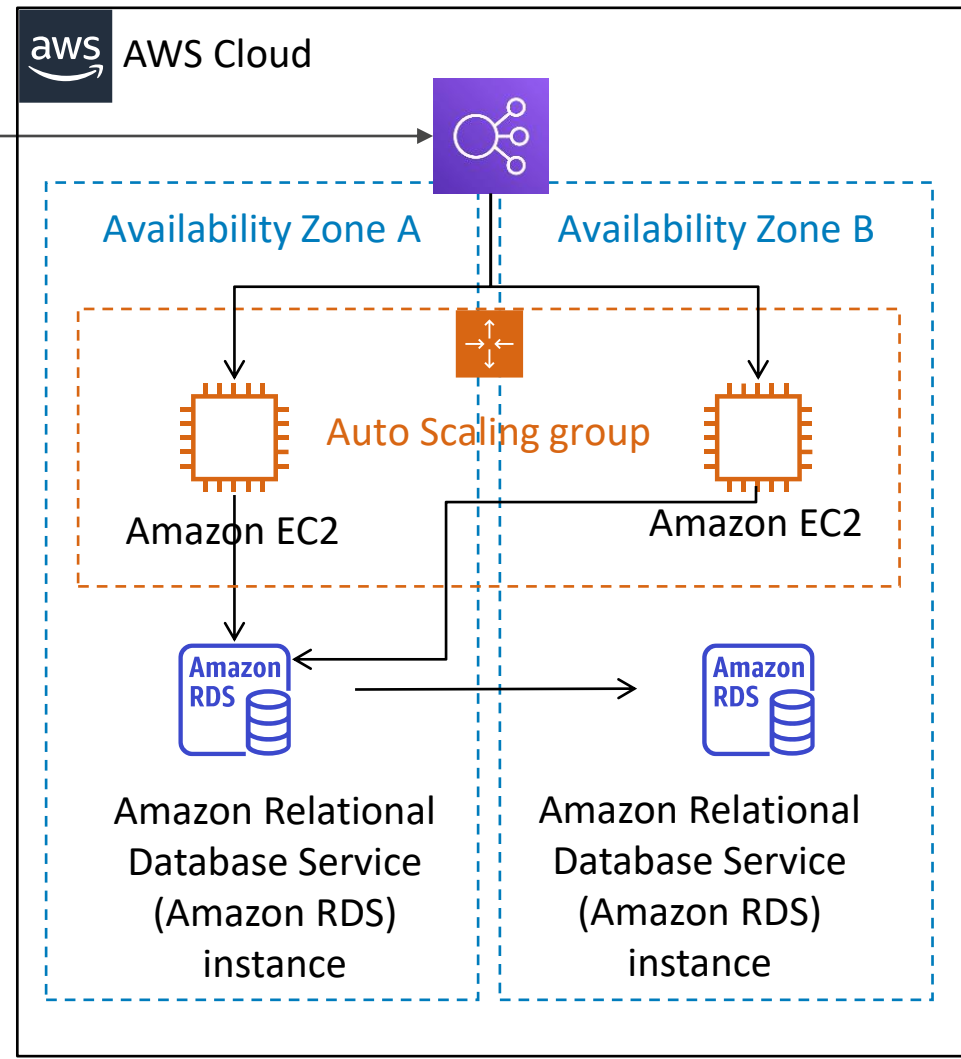 aws
AWS Cloud
Availability Zone A
Availability Zone B
Auto Scaling group
Amazon EC2
Amazon EC2
Amazon
RDS
Amazon
RDS
Amazon Relational
Database Service
(Amazon RDS)
instance
Amazon Relational
Database Service
(Amazon RDS)
instance